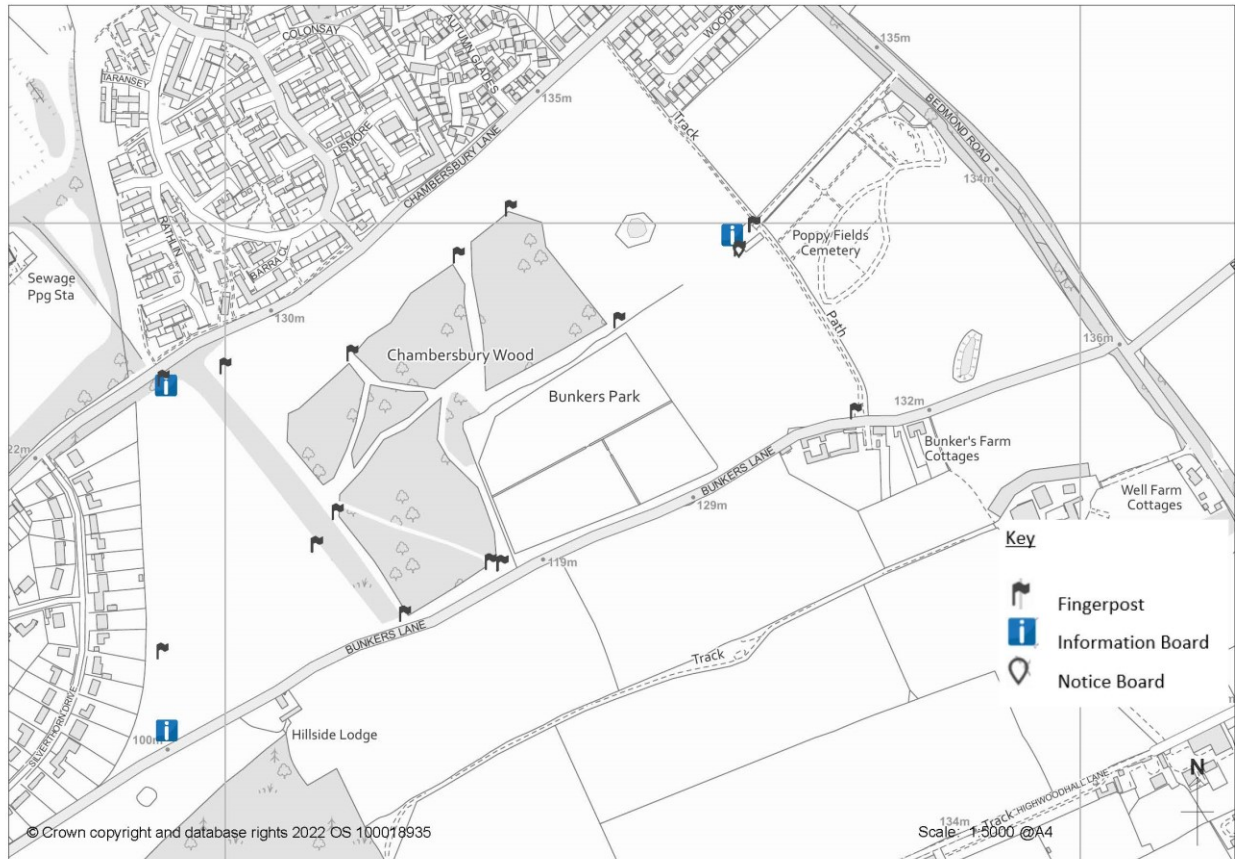 COLONSAY
TARANSEY
AUTUMN GLADES
LISMORE
135m
CHAMBERSBURY LANE
RATHLIN
BARRA CL
130m
Sewage
Ppg Sta
135m
BEDMOND ROAD
134m
Track
Poppy Fields
Cemetery
Path
136m
Chambersbury Wood
Bunkers Park
132m
Bunker's Farm
Cottages
BUNKERS LANE
129m
Well Farm
Cottages
22m
119m
BUNKERS LANE
Track
SILVERTHORN DRIVE
100m
Hillside Lodge
Key
Fingerpost
Information Board
Notice Board
N
HIGHWOODHALL LANE
Track
134m
© Crown copyright and database rights 2022 OS 100018935
Scale: 1:5000 @A4